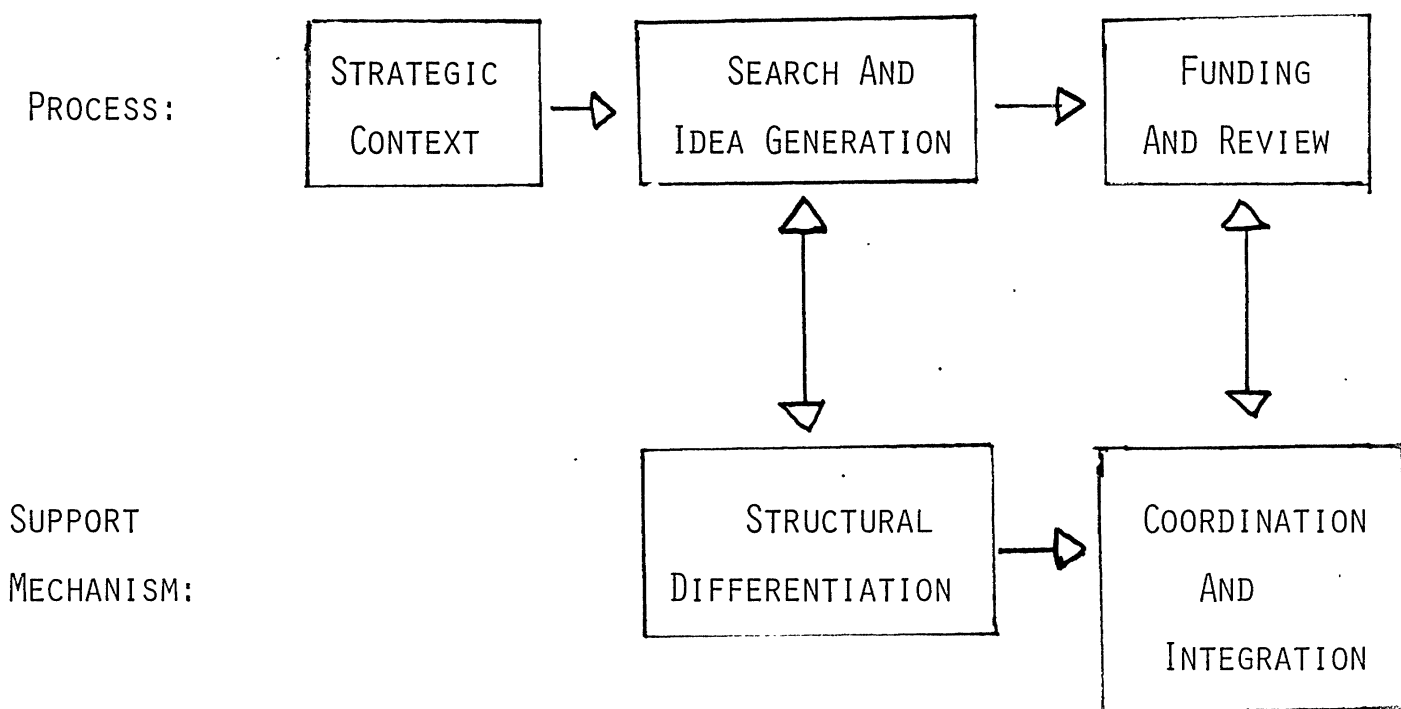 PROCESS:
STRATEGIC
CONTEXT
SEARCH AND
IDEA GENERATION
FUNDING
AND REVIEW
SUPPORT
MECHANISM:
STRUCTURAL
DIFFERENTIATION
COORDINATION
AND
INTEGRATION